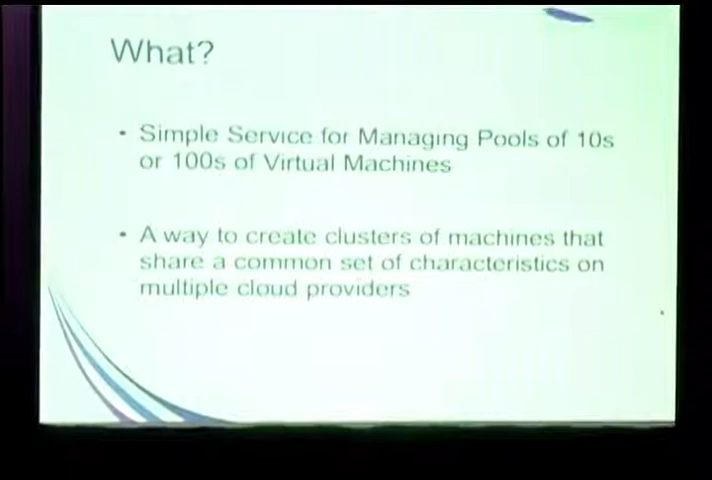 What?
• Simple Service for Managing Pools of 10s
or 100s of Virtual Machines
• A way to create clusters of machines that
share a common set of characteristics on
multiple cloud providers